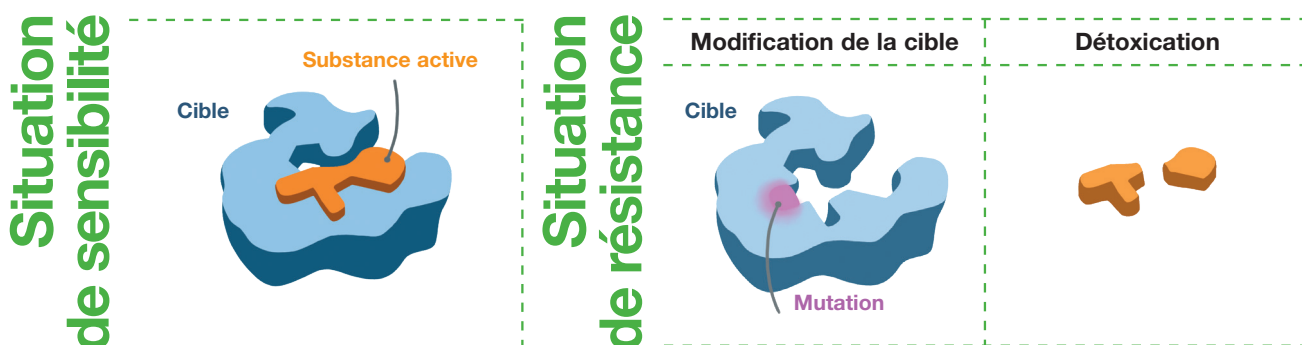 Situation
de sensibilité
Substance active
Cible
Situation
de résistance
Modification de la cible
Détoxication
Cible
Mutation